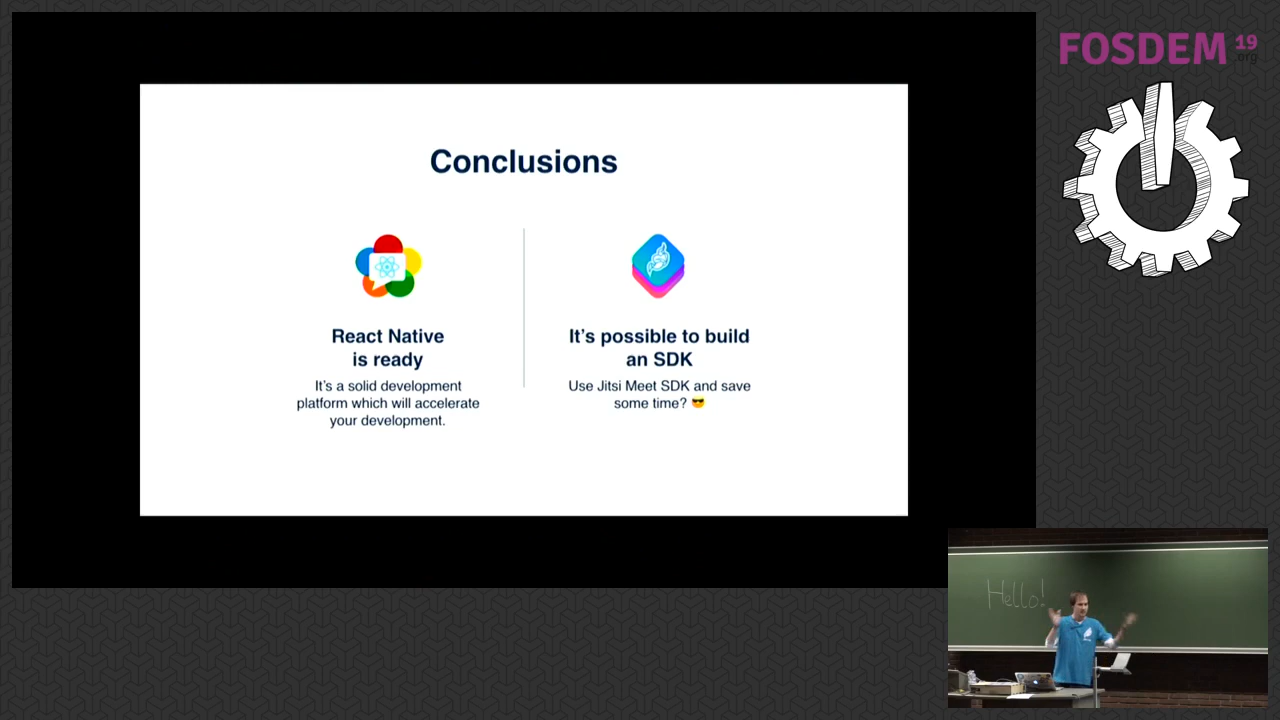 FOSDEM 19
.org
Conclusions
React Native
is ready
It's a solid development
platform which will accelerate
your development.
It's possible to build
an SDK
Use Jitsi Meet SDK and save
some time? 😎
Hello!